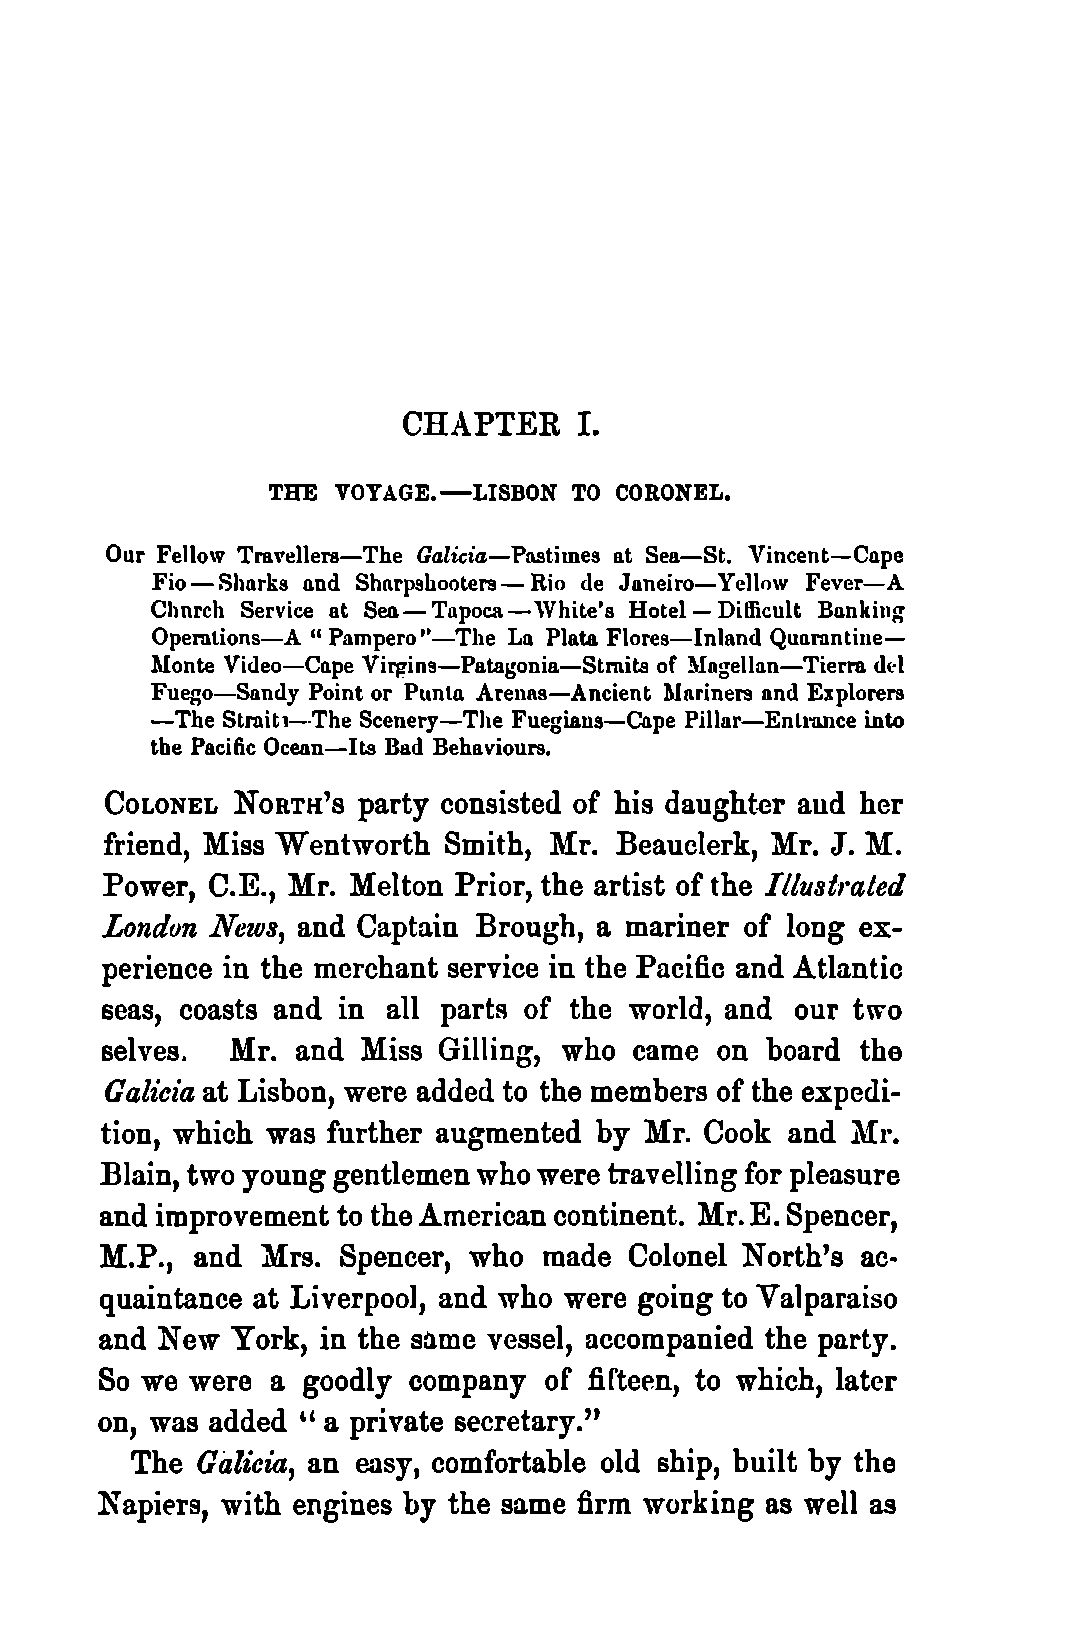 CHAPTER I.
THE VOYAGE.—LISBON TO CORONEL.
Our Fellow Travellers—The Galicia—Pastimes at Sea—St. Vincent—Cape
Fio—Sharks and Sharpshooters—Rio de Janeiro—Yellow Fever—A
Church Service at Sea—Tapoca—White's Hotel—Difficult Banking
Operations—A "Pampero"—The La Plata Flores—Inland Quarantine—
Monte Video—Cape Virgins—Patagonia—Straits of Magellan—Tierra del
Fuego—Sandy Point or Punta Arenas—Ancient Mariners and Explorers
—The Straits—The Scenery—The Fuegians—Cape Pillar—Entrance into
the Pacific Ocean—Its Bad Behaviours.
COLONEL NORTH's party consisted of his daughter and her
friend, Miss Wentworth Smith, Mr. Beauclerk, Mr. J. M.
Power, C.E., Mr. Melton Prior, the artist of the Illustrated
London News, and Captain Brough, a mariner of long ex-
perience in the merchant service in the Pacific and Atlantic
seas, coasts and in all parts of the world, and our two
selves. Mr. and Miss Gilling, who came on board the
Galicia at Lisbon, were added to the members of the expedi-
tion, which was further augmented by Mr. Cook and Mr.
Blain, two young gentlemen who were travelling for pleasure
and improvement to the American continent. Mr. E. Spencer,
M.P., and Mrs. Spencer, who made Colonel North's ac-
quaintance at Liverpool, and who were going to Valparaiso
and New York, in the same vessel, accompanied the party.
So we were a goodly company of fifteen, to which, later
on, was added "a private secretary."
The Galicia, an easy, comfortable old ship, built by the
Napiers, with engines by the same firm working as well as